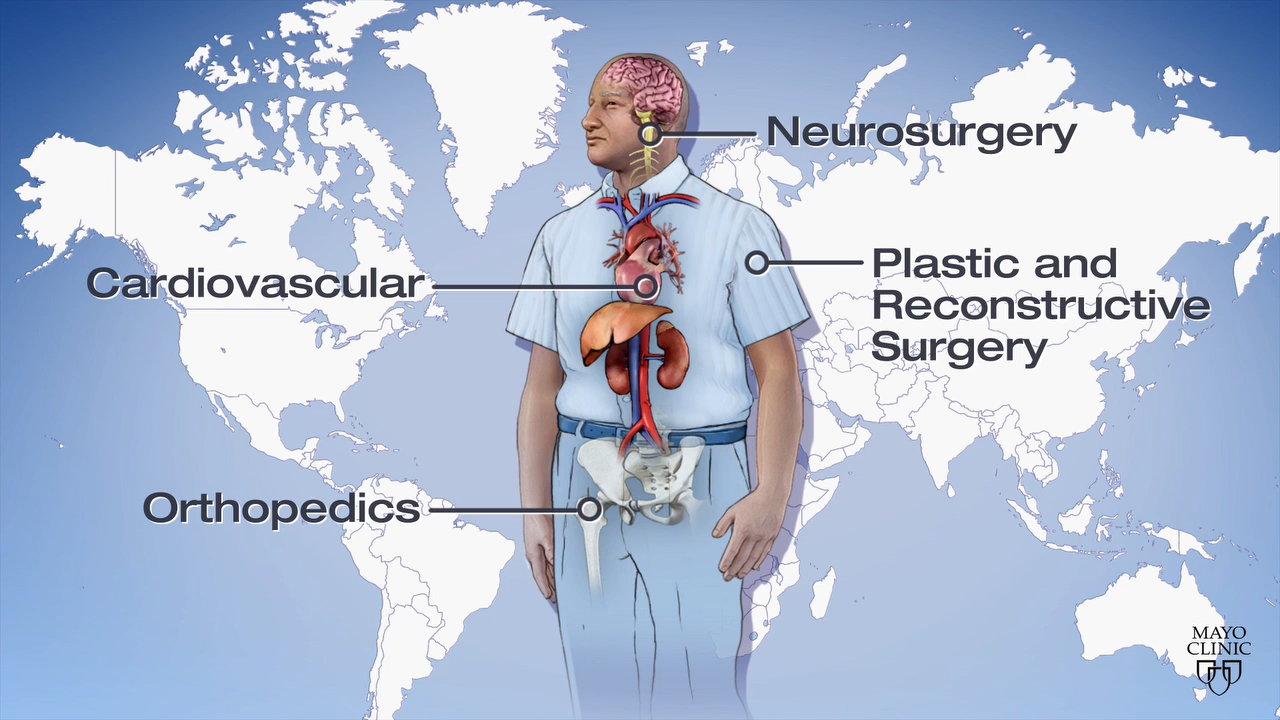 Neurosurgery
Plastic and
Reconstructive
Surgery
Cardiovascular
Orthopedics
MAYO
CLINIC